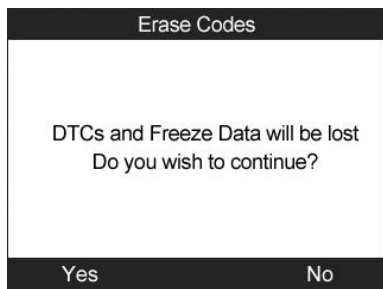 Erase Codes
DTCs and Freeze Data will be lost
Do you wish to continue?
Yes No